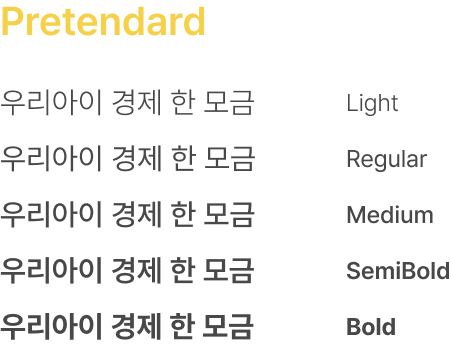 Pretendard
우리아이 경제 한 모금 Light
우리아이 경제 한 모금 Regular
우리아이 경제 한 모금 Medium
우리아이 경제 한 모금 SemiBold
우리아이 경제 한 모금 Bold